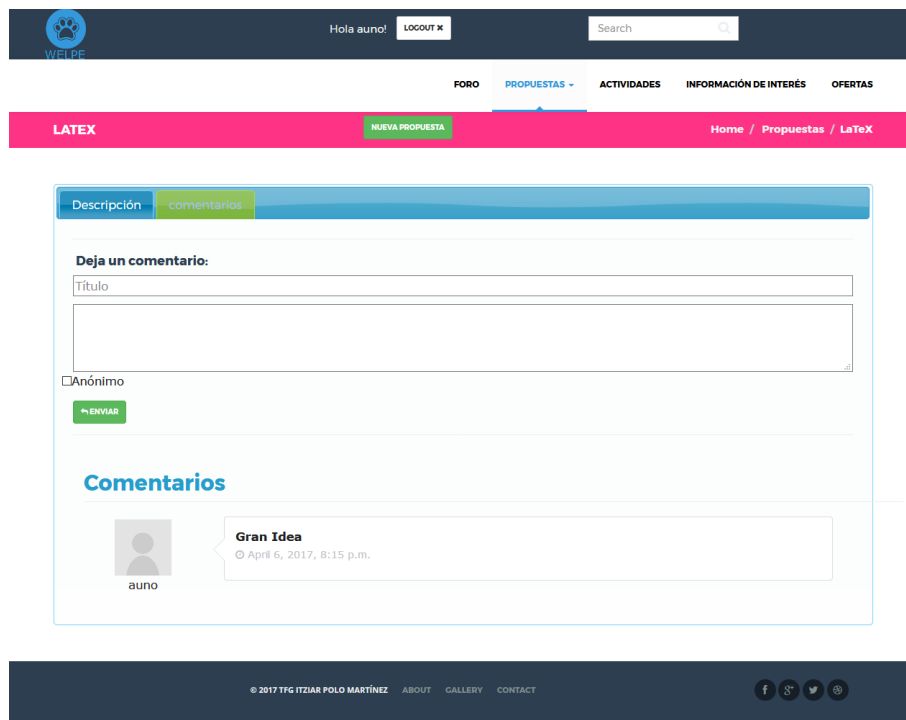 WELPE
Hola auno! LOGOUT ✖ Search
FORO PROPUESTAS ACTIVIDADES INFORMACIÓN DE INTERÉS OFERTAS
LATEX NUEVA PROPUESTA Home / Propuestas / LaTeX
Descripción comentarios
Deja un comentario:
Título
Anónimo
ENVIAR
Comentarios
Gran Idea
April 6, 2017, 8:15 p.m.
auno
© 2017 TFG ITZIAR POLO MARTÍNEZ ABOUT GALLERY CONTACT